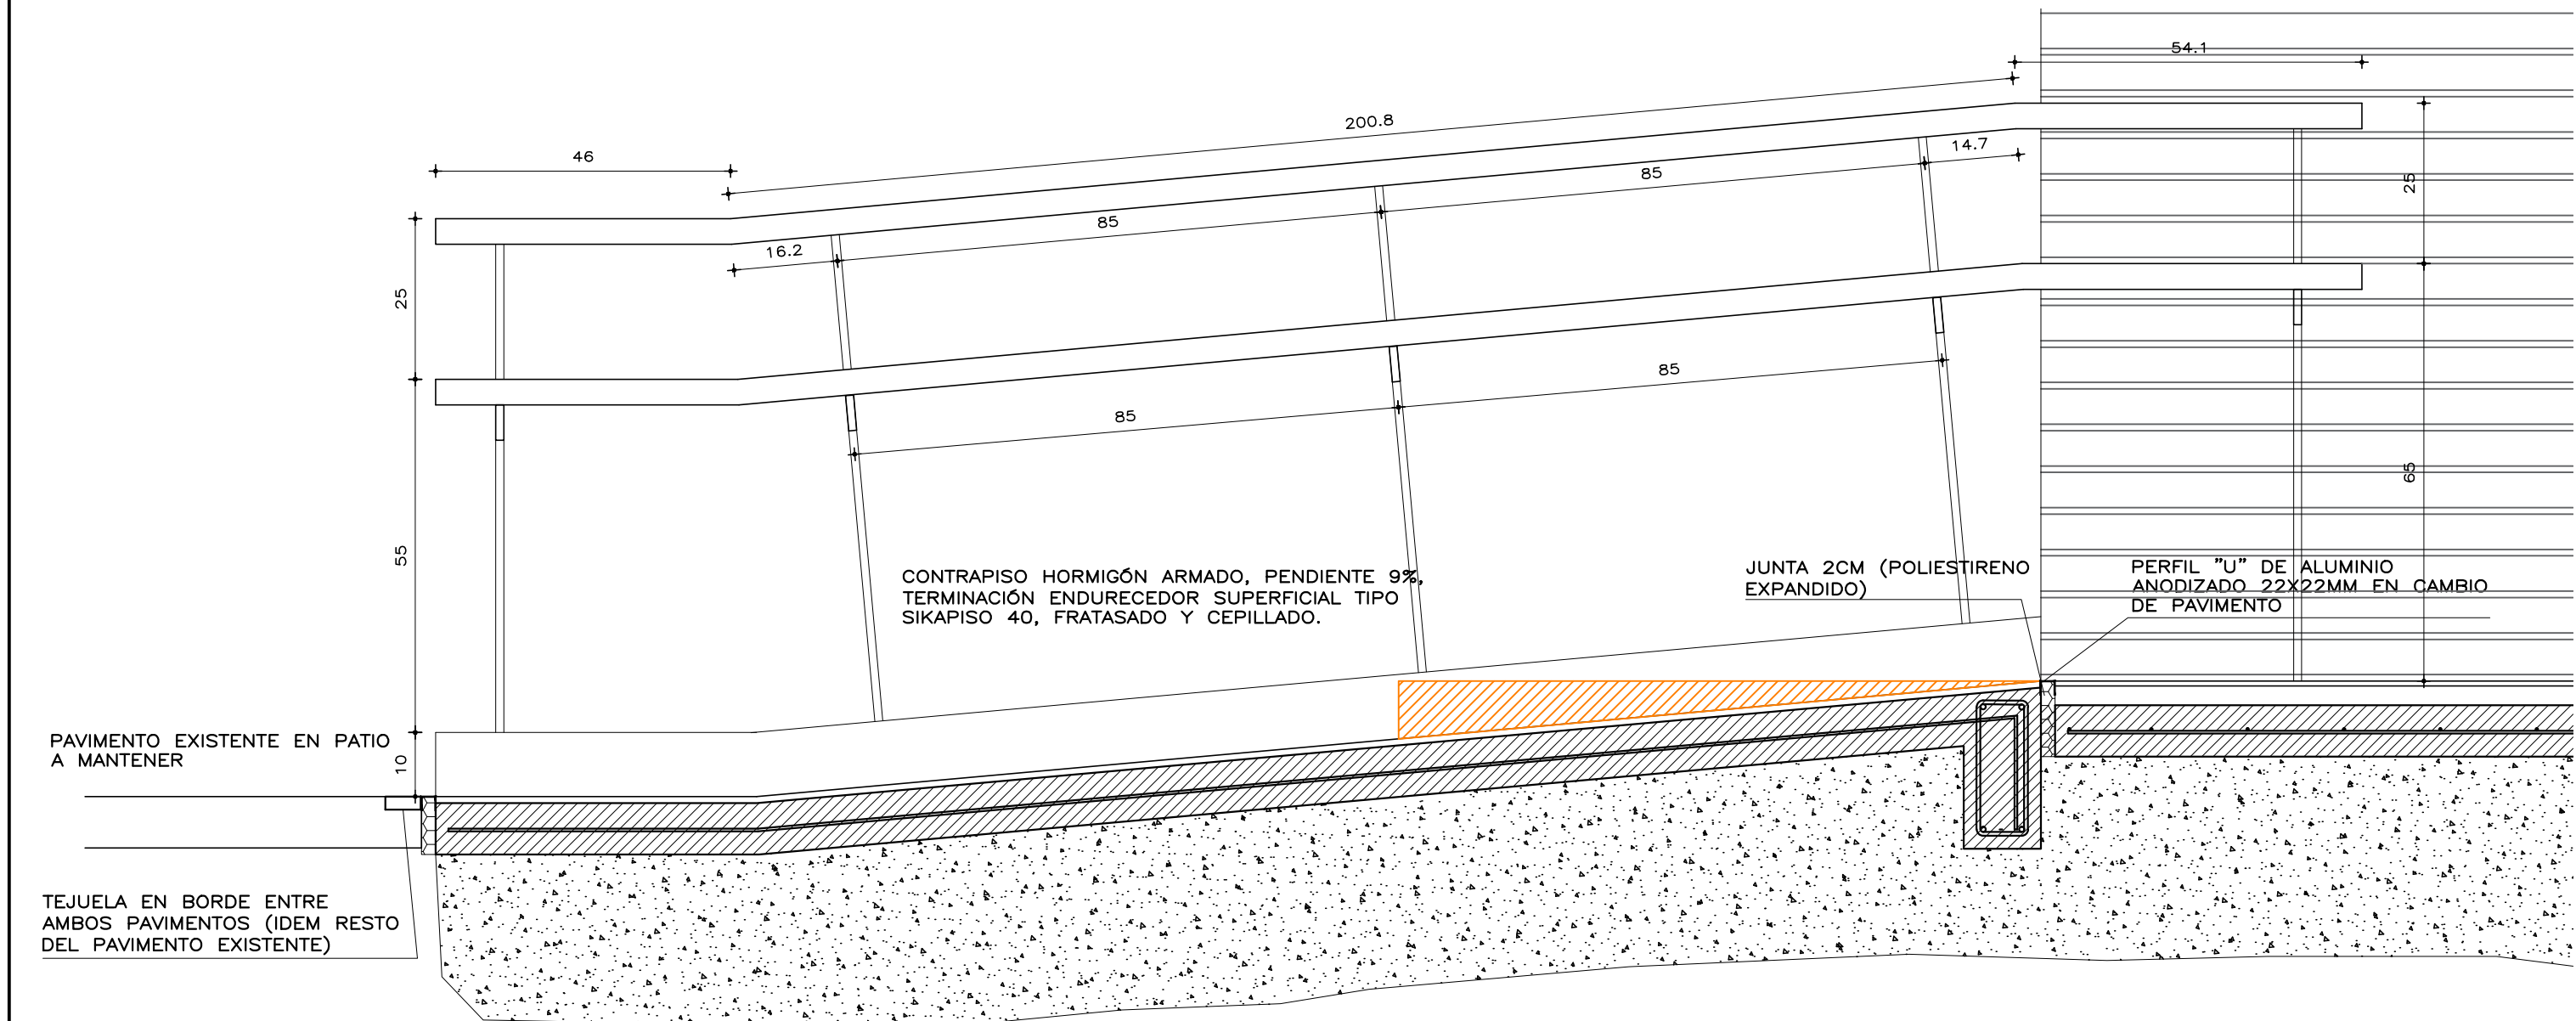 54.1
200.8
46
14.7
85
25
85
16.2
25
85
85
65
55
CONTRAPISO HORMIGÓN ARMADO, PENDIENTE 9%,
TERMINACIÓN ENDURECEDOR SUPERFICIAL TIPO
SIKAPISO 40, FRATASADO Y CEPILLADO.
JUNTA 2CM (POLIESTIRENO
EXPANDIDO)
PERFIL "U" DE ALUMINIO
ANODIZADO 22X22MM EN CAMBIO
DE PAVIMENTO
PAVIMENTO EXISTENTE EN PATIO
A MANTENER
10
TEJUELA EN BORDE ENTRE
AMBOS PAVIMENTOS (IDEM RESTO
DEL PAVIMENTO EXISTENTE)